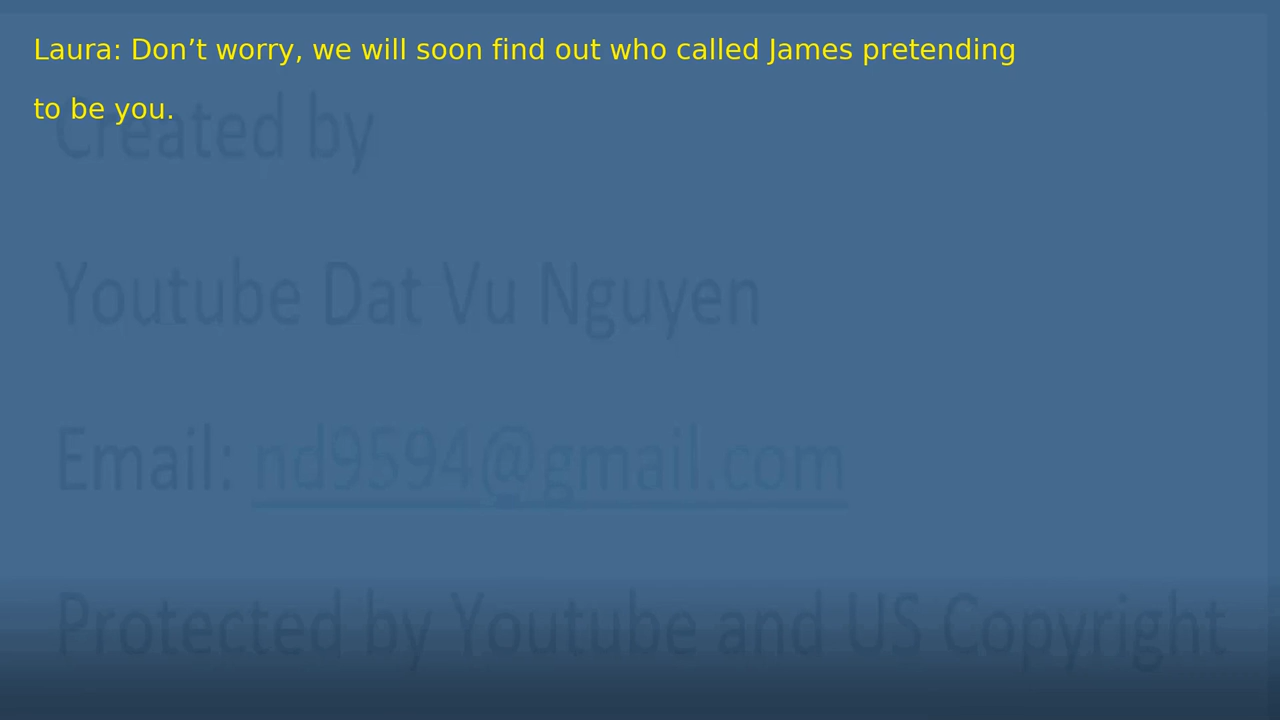 Laura: Don’t worry, we will soon find out who called James pretending
to be you.
Created by
Youtube Dat Vu Nguyen
Email: nd9594@gmail.com
Protected by Youtube and US Copyright